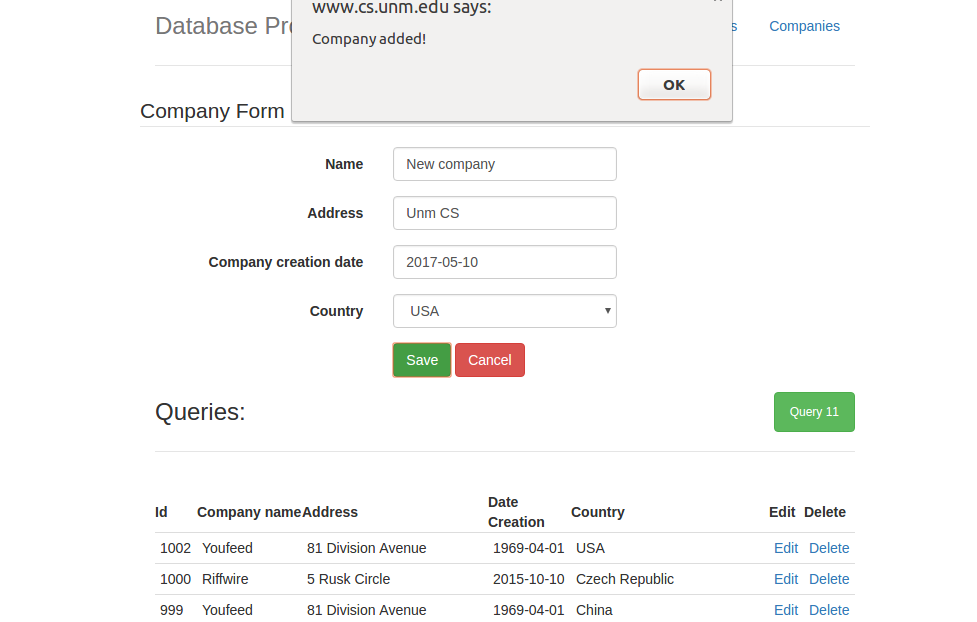 www.cs.unm.edu says:
Database
Companies
Company added!
OK
Company Form
Name New company
Address Unm CS
Company creation date 2017-05-10
Country USA
Save Cancel
Queries: Query 11
Id Company name Address Date Creation Country Edit Delete
1002 Youfeed 81 Division Avenue 1969-04-01 USA Edit Delete
1000 Riffwire 5 Rusk Circle 2015-10-10 Czech Republic Edit Delete
999 Youfeed 81 Division Avenue 1969-04-01 China Edit Delete